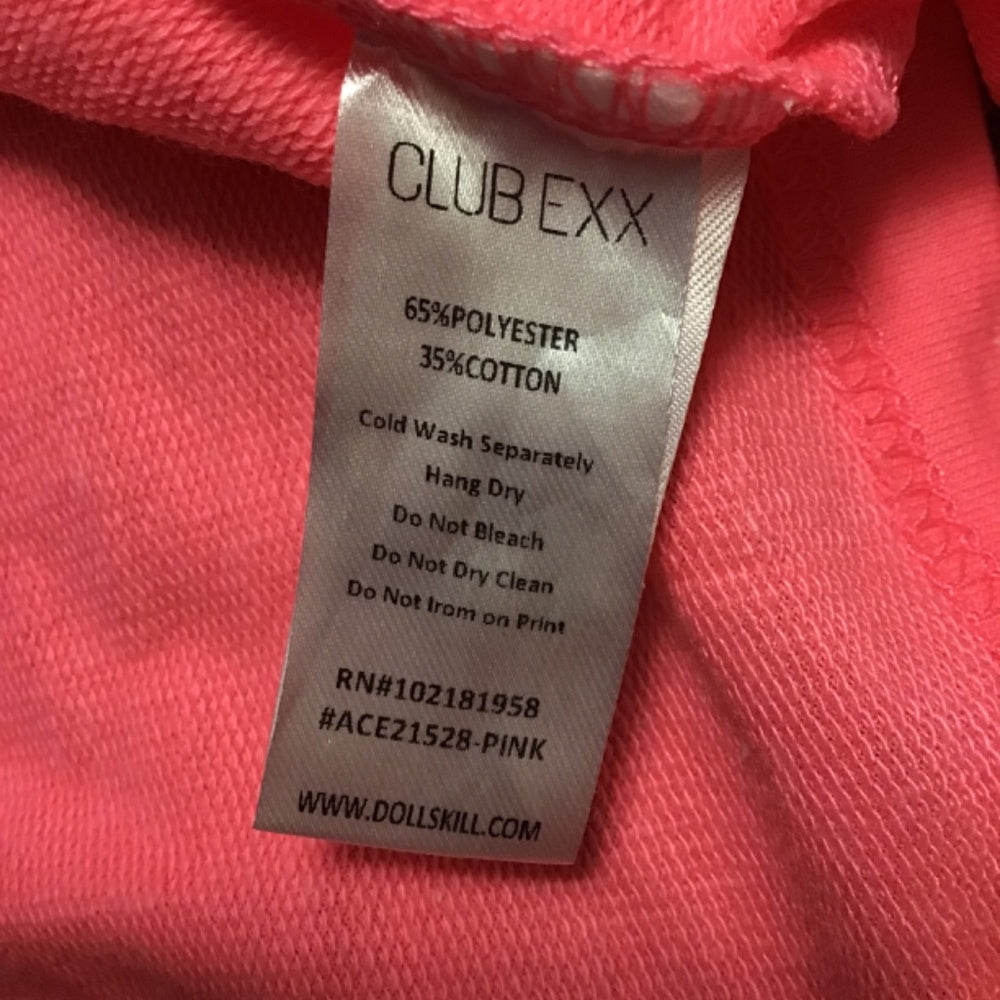 CLUB EXX
65%POLYESTER
35%COTTON
Cold Wash Separately
Hang Dry
Do Not Bleach
Do Not Dry Clean
Do Not Irom on Print
RN#102181958
#ACE21528-PINK
WWW.DOLLSKILL.COM